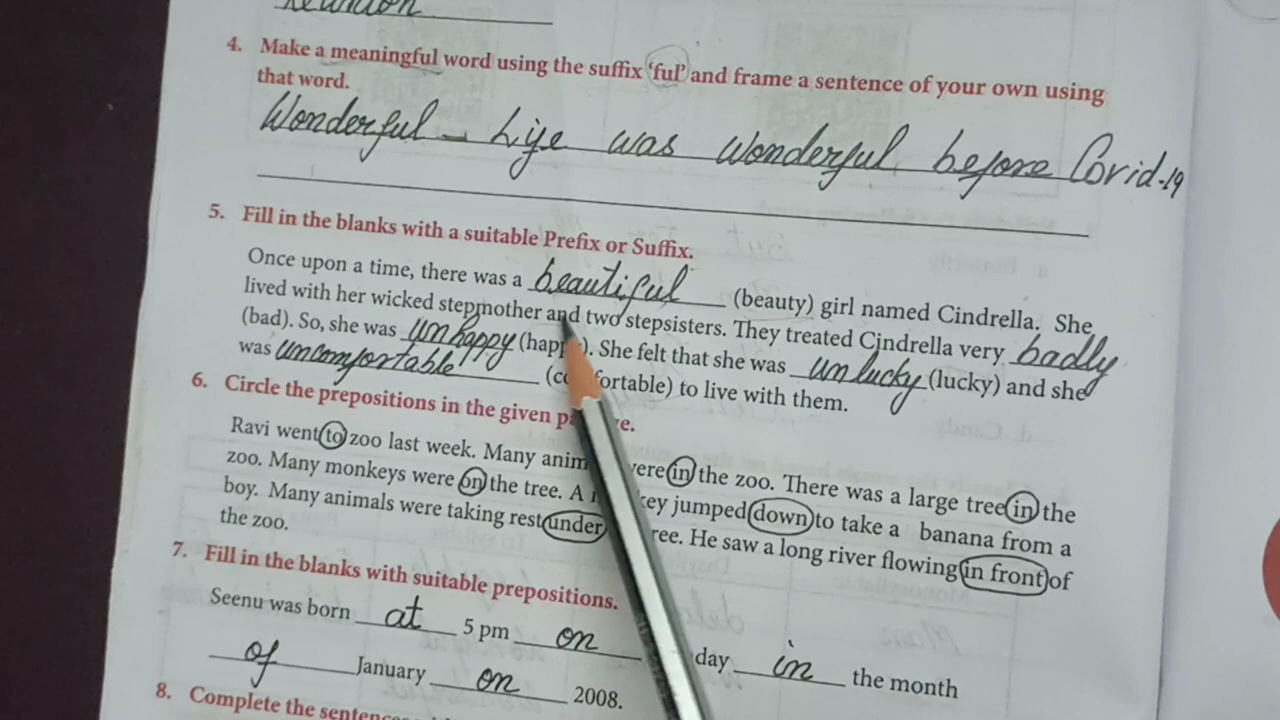 4. Make a meaningful word using the suffix 'ful' and frame a sentence of your own using
that word.
Wonderful - Life was wonderful before Covid-19
5. Fill in the blanks with a suitable Prefix or Suffix.
Once upon a time, there was a beautiful (beauty) girl named Cindrella. She
lived with her wicked stepmother and two stepsisters. They treated Cindrella very badly
(bad). So, she was unhappy (happy). She felt that she was unlucky (lucky) and she
was uncomfortable (comfortable) to live with them.
6. Circle the prepositions in the given
Ravi went to zoo last week. Many were in the zoo. There was a large tree in the
zoo. Many monkeys were on the tree. A jumped down to take a banana from a
boy. Many animals were taking rest under tree. He saw a long river flowing in front of
the zoo.
7. Fill in the blanks with suitable prepositions.
Seenu was born at 5 pm on day in the month
of January on 2008.
8. Complete the